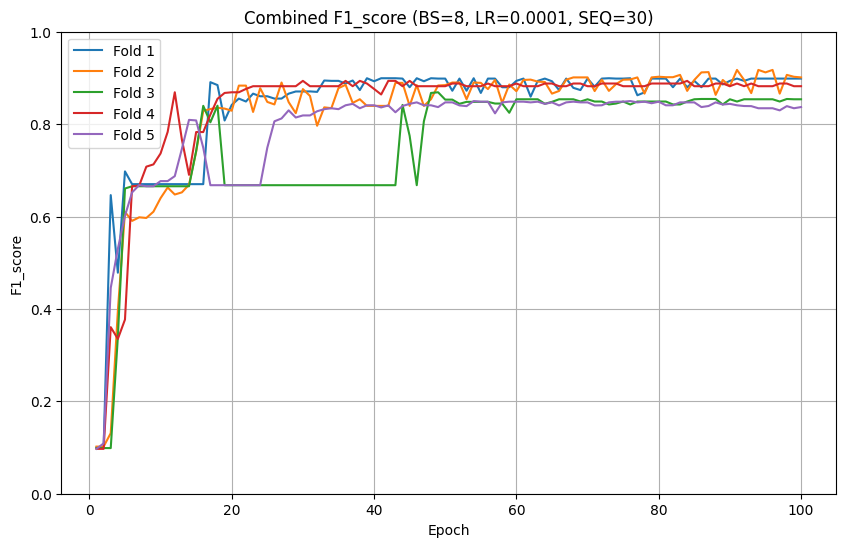 Combined F1_score (BS=8, LR=0.0001, SEQ=30)
1.0
Fold 1
Fold 2
Fold 3
Fold 4
Fold 5
0.8
0.6
F1_score
0.4
0.2
0.0
0 20 40 60 80 100
Epoch